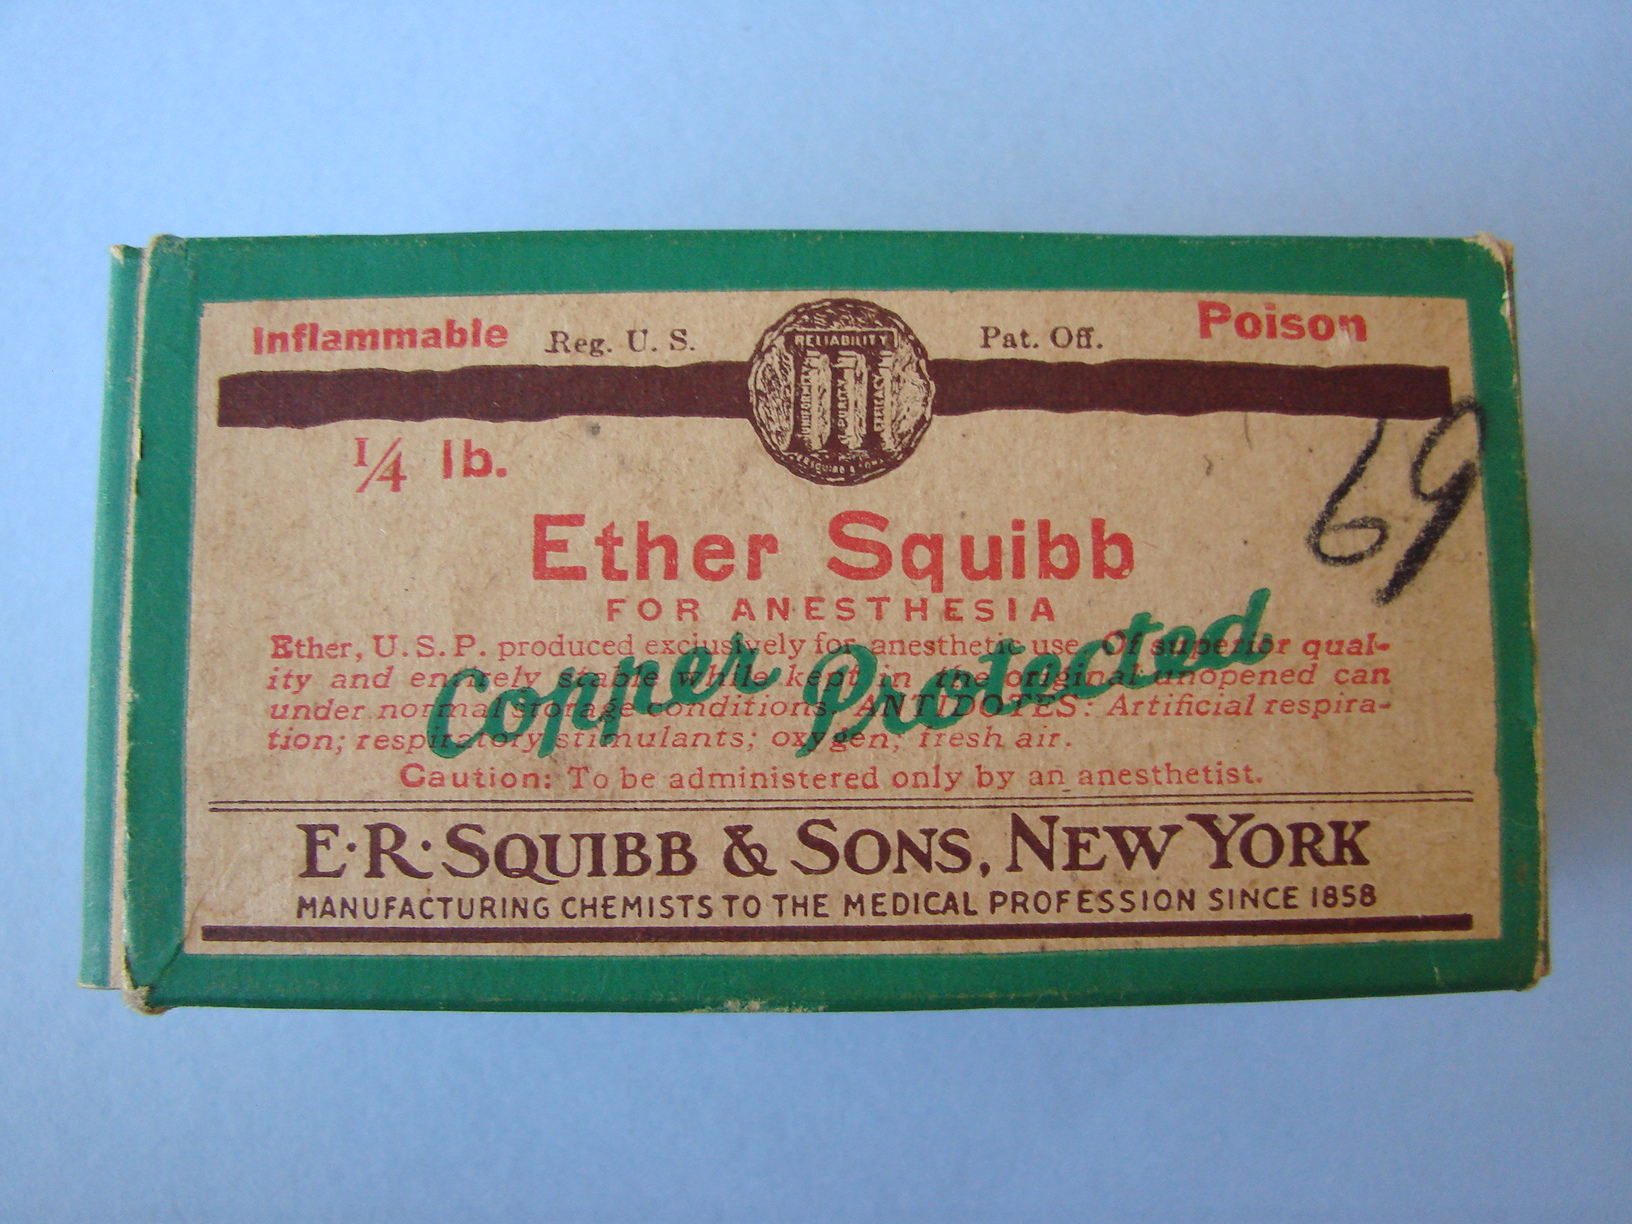 Inflammable Reg. U. S. Pat. Off. Poison
RELIABILITY
UNIFORMITY
PURITY
EFFICACY
1/4 lb.
69
Ether Squibb
FOR ANESTHESIA
Ether, U. S. P. produced exclusively for anesthetic use. Of superior qual-
ity and entirely stable while kept in the original unopened can
under normal storage conditions. ANTIDOTES: Artificial respira-
tion; respiratory stimulants; oxygen; fresh air.
Copper Protected
Caution: To be administered only by an anesthetist.
E·R·SQUIBB & SONS, NEW YORK
MANUFACTURING CHEMISTS TO THE MEDICAL PROFESSION SINCE 1858